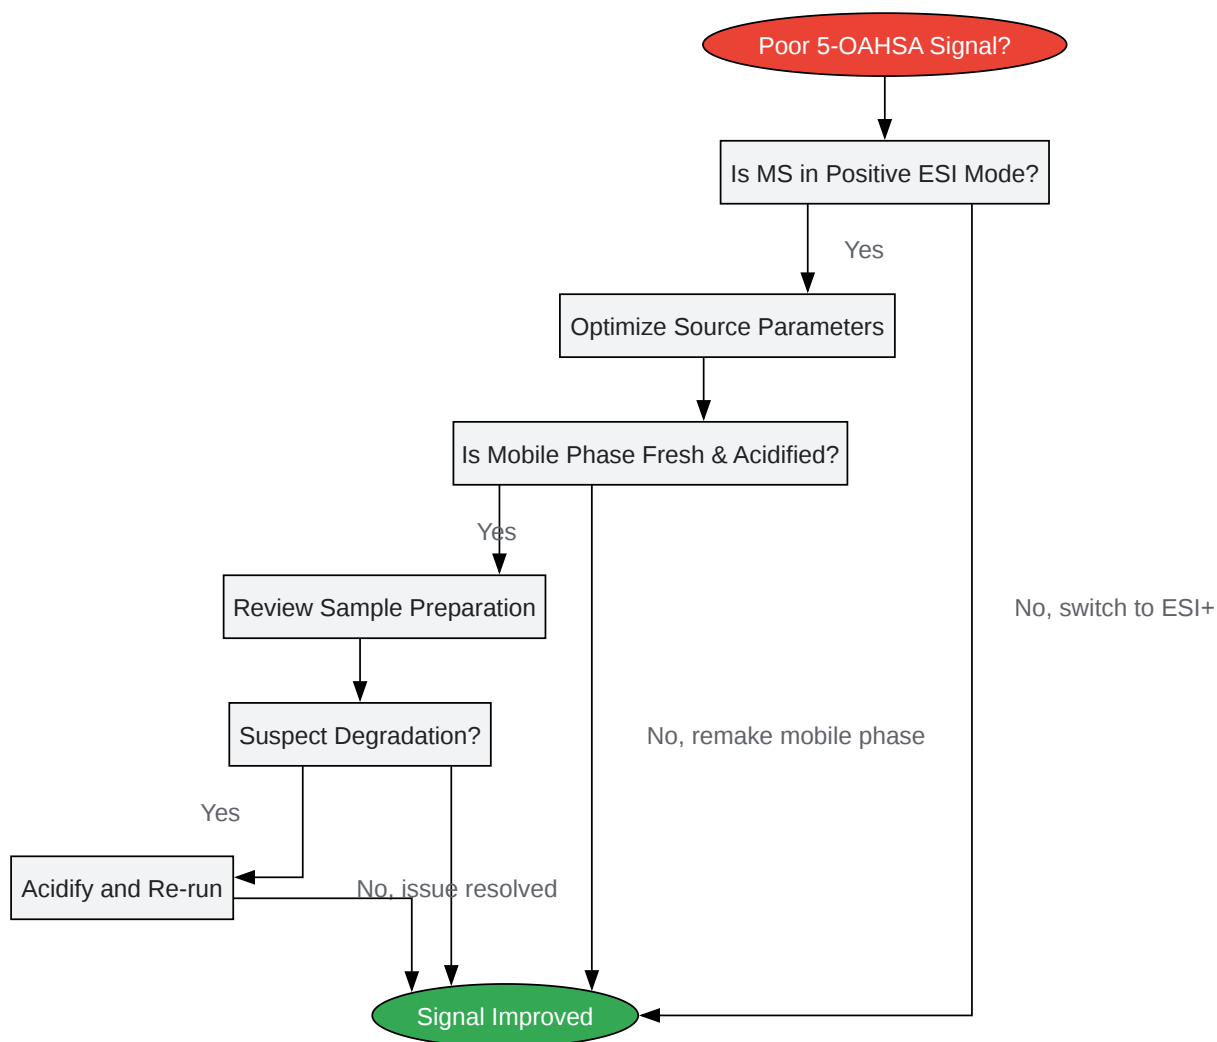 Poor 5-OAHSA Signal?
Is MS in Positive ESI Mode?
Yes
Optimize Source Parameters
Is Mobile Phase Fresh & Acidified?
Yes
Review Sample Preparation
No, switch to ESI+
Suspect Degradation?
No, remake mobile phase
Yes
Acidify and Re-run
No, issue resolved
Signal Improved